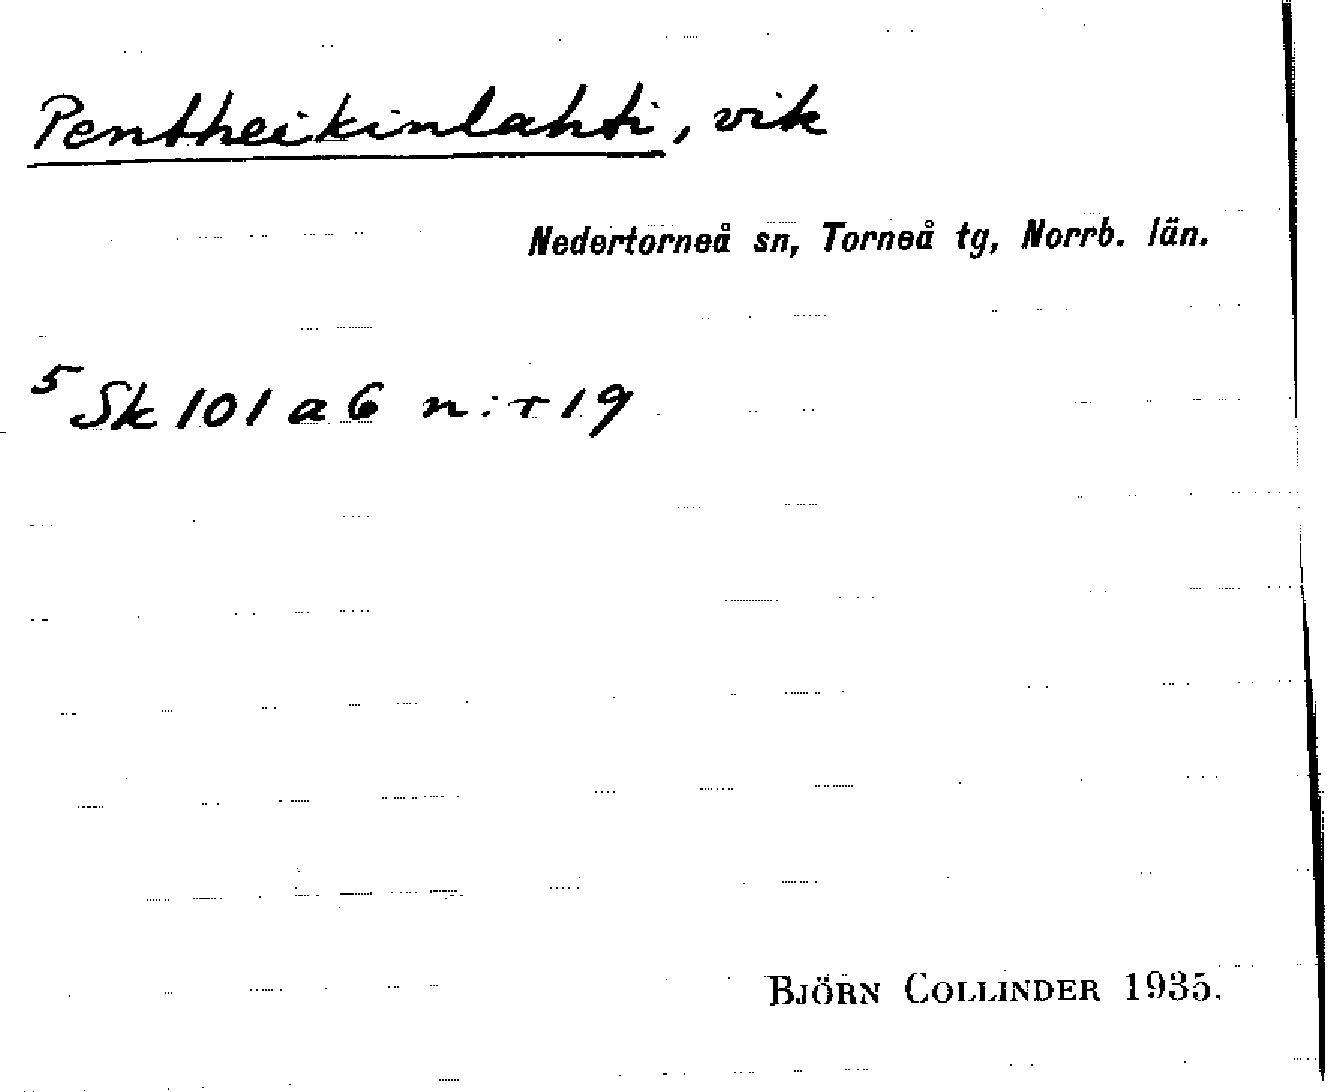 Pentheikinlahti, vik
Nedertorneå sn, Torneå tg, Norrb. län.
5 Sk 101 a 6 n:r 19
BJÖRN COLLINDER 1935.